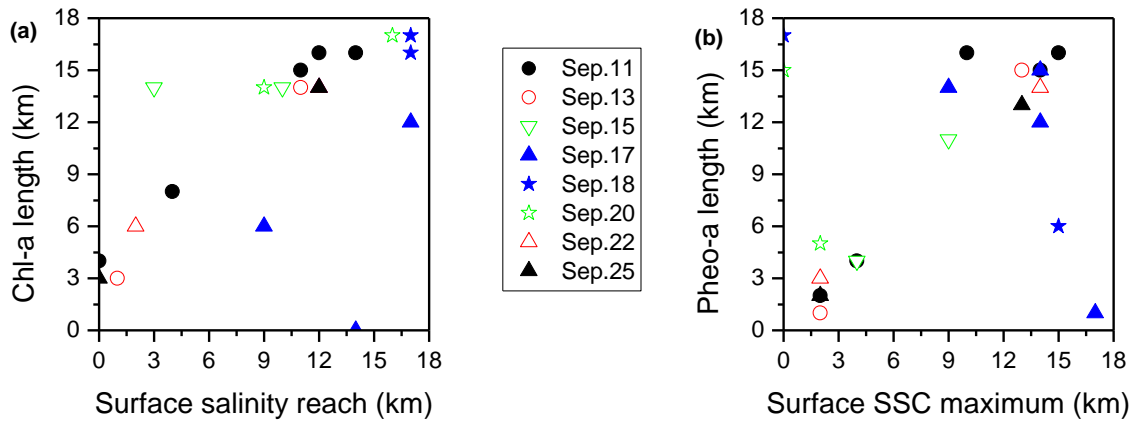 (a)
18
15
12
9
6
3
0
Chl-a length (km)
0 3 6 9 12 15 18
Surface salinity reach (km)
Sep.11
Sep.13
Sep.15
Sep.17
Sep.18
Sep.20
Sep.22
Sep.25
(b)
18
15
12
9
6
3
0
Pheo-a length (km)
0 3 6 9 12 15 18
Surface SSC maximum (km)